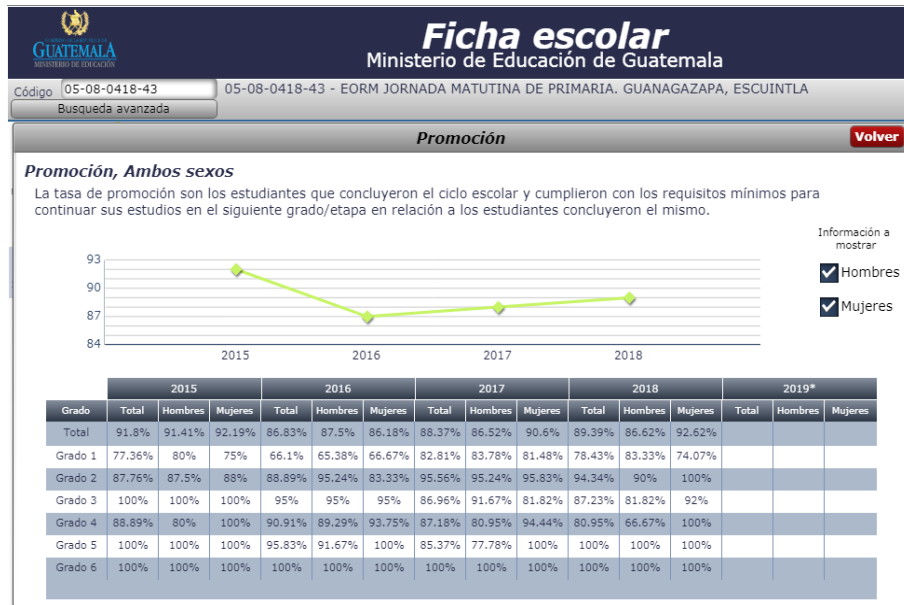 GUATEMALA
MINISTERIO DE EDUCACIÓN
Ficha escolar
Ministerio de Educación de Guatemala
Código 05-08-0418-43 05-08-0418-43 - EORM JORNADA MATUTINA DE PRIMARIA. GUANAGAZAPA, ESCUINTLA
Busqueda avanzada
Promoción Volver
Promoción, Ambos sexos
La tasa de promoción son los estudiantes que concluyeron el ciclo escolar y cumplieron con los requisitos mínimos para
continuar sus estudios en el siguiente grado/etapa en relación a los estudiantes concluyeron el mismo.
Información a
mostrar
Hombres
Mujeres
93
90
87
84
2015 2016 2017 2018
2015 2016 2017 2018 2019*
Grado Total Hombres Mujeres Total Hombres Mujeres Total Hombres Mujeres Total Hombres Mujeres Total Hombres Mujeres
Total 91.8% 91.41% 92.19% 86.83% 87.5% 86.18% 88.37% 86.52% 90.6% 89.39% 86.62% 92.62%
Grado 1 77.36% 80% 75% 66.1% 65.38% 66.67% 82.81% 83.78% 81.48% 78.43% 83.33% 74.07%
Grado 2 87.76% 87.5% 88% 88.89% 95.24% 83.33% 95.56% 95.24% 95.83% 94.34% 90% 100%
Grado 3 100% 100% 100% 95% 95% 95% 86.96% 91.67% 81.82% 87.23% 81.82% 92%
Grado 4 88.89% 80% 100% 90.91% 89.29% 93.75% 87.18% 80.95% 94.44% 80.95% 66.67% 100%
Grado 5 100% 100% 100% 95.83% 91.67% 100% 85.37% 77.78% 100% 100% 100% 100%
Grado 6 100% 100% 100% 100% 100% 100% 100% 100% 100% 100% 100% 100%